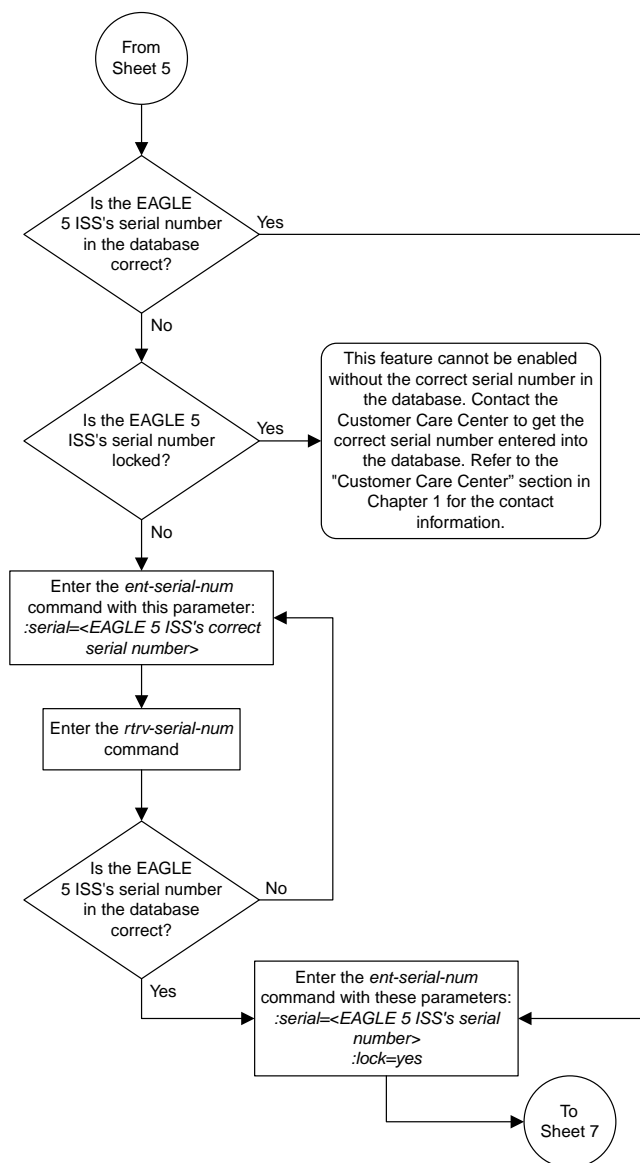 From
Sheet 5
Is the EAGLE
5 ISS's serial number
in the database
correct?
Yes
No
Is the EAGLE 5
ISS's serial number
locked?
Yes
This feature cannot be enabled
without the correct serial number in
the database. Contact the
Customer Care Center to get the
correct serial number entered into
the database. Refer to the
"Customer Care Center” section in
Chapter 1 for the contact
information.
No
Enter the ent-serial-num
command with this parameter:
:serial=<EAGLE 5 ISS's correct
serial number>
Enter the rtrv-serial-num
command
Is the EAGLE
5 ISS's serial number
in the database
correct?
No
Yes
Enter the ent-serial-num
command with these parameters:
:serial=<EAGLE 5 ISS's serial
number>
:lock=yes
To
Sheet 7